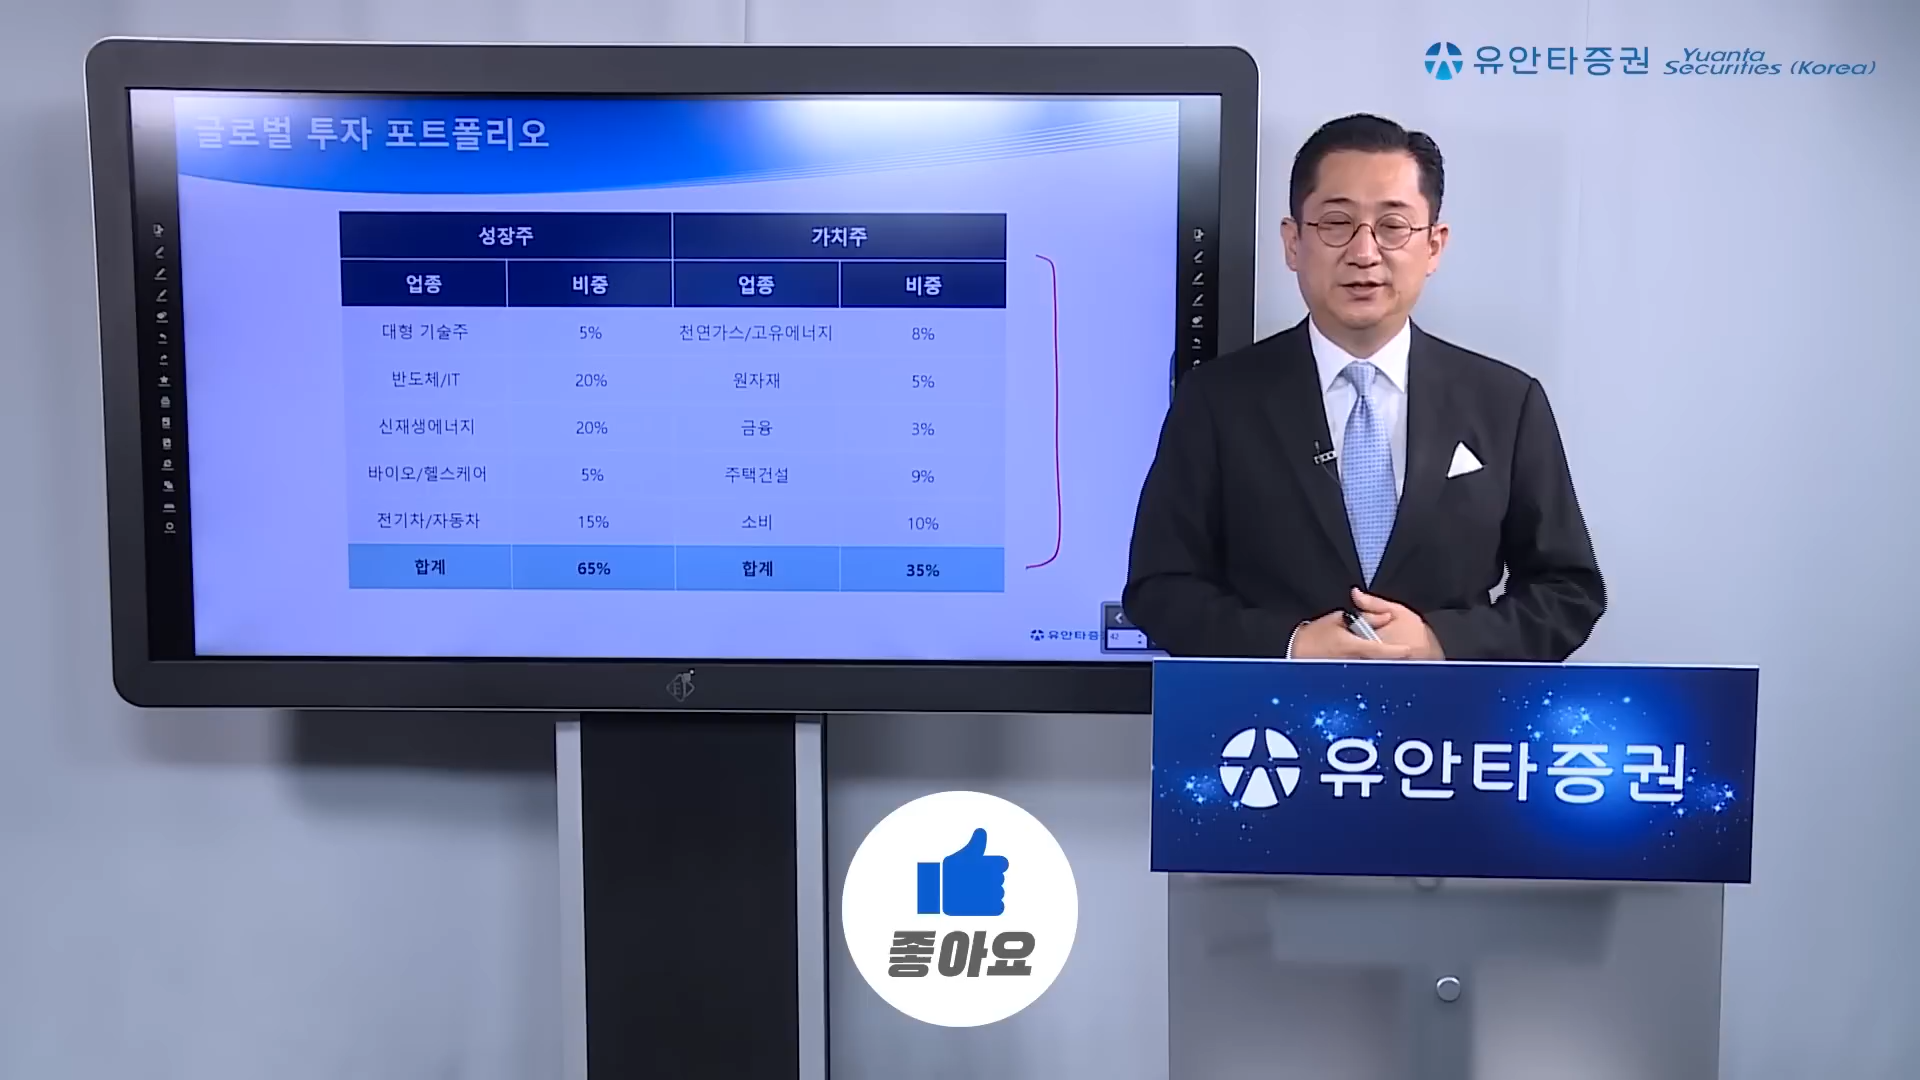 유안타증권 Yuanta Securities (Korea)
글로벌 투자 포트폴리오
성장주 가치주
업종 비중 업종 비중
대형 기술주 5% 천연가스/고유에너지 8%
반도체/IT 20% 원자재 5%
신재생에너지 20% 금융 3%
바이오/헬스케어 5% 주택건설 9%
전기차/자동차 15% 소비 10%
합계 65% 합계 35%
유안타증
42
유안타증권
좋아요